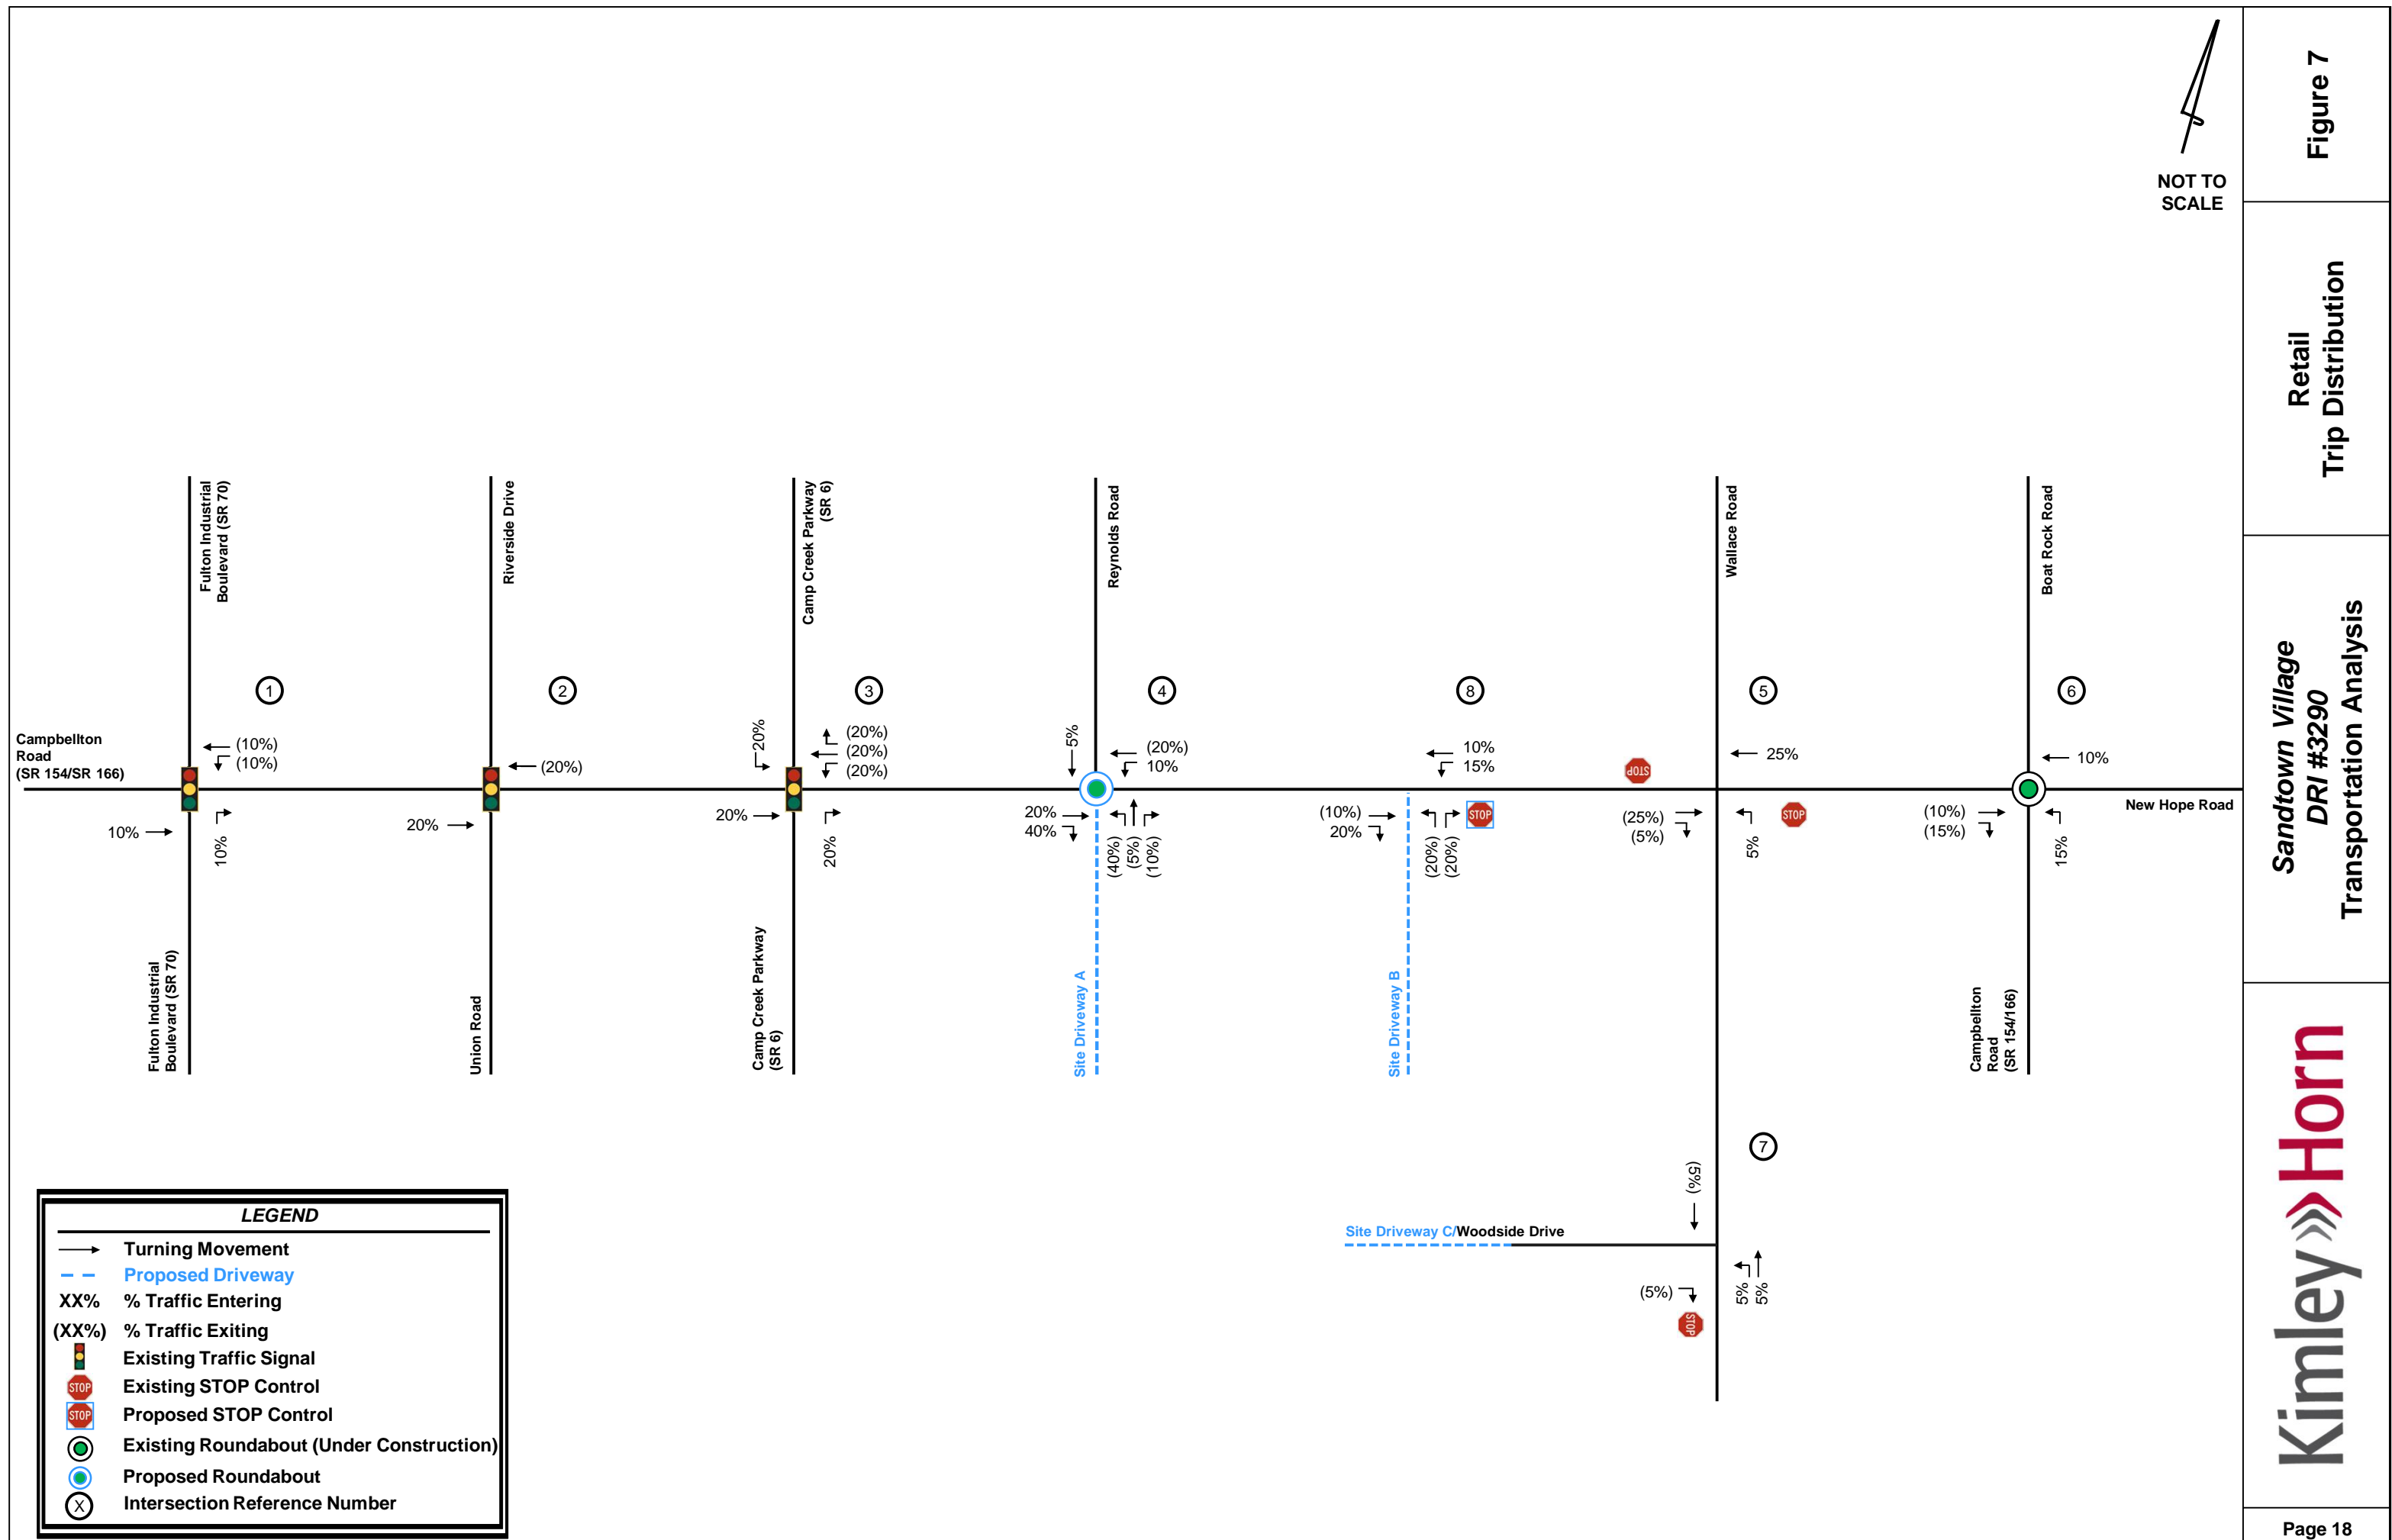 NOT TO
SCALE
Figure 7
Retail
Trip Distribution
Sandtown Village
DRI #3290
Transportation Analysis
Kimley»Horn
Page 18
Fulton Industrial
Boulevard (SR 70)
Riverside Drive
Camp Creek Parkway
(SR 6)
Reynolds Road
Wallace Road
Boat Rock Road
1
2
3
4
8
5
6
Campbellton
Road
(SR 154/SR 166)
(10%)
(10%)
10%
10%
(20%)
20%
20%
(20%)
(20%)
(20%)
20%
20%
5%
(20%)
10%
20%
40%
(40%)
(5%)
(10%)
10%
15%
(10%)
20%
(20%)
(20%)
STOP
STOP
25%
(25%)
(5%)
5%
STOP
10%
(10%)
(15%)
15%
New Hope Road
Fulton Industrial
Boulevard (SR 70)
Union Road
Camp Creek Parkway
(SR 6)
Site Driveway A
Site Driveway B
Campbellton
Road
(SR 154/166)
7
(5%)
Site Driveway C/Woodside Drive
(5%)
STOP
5%
5%
LEGEND
Turning Movement
Proposed Driveway
XX% % Traffic Entering
(XX%) % Traffic Exiting
Existing Traffic Signal
STOP Existing STOP Control
STOP Proposed STOP Control
Existing Roundabout (Under Construction)
Proposed Roundabout
X Intersection Reference Number